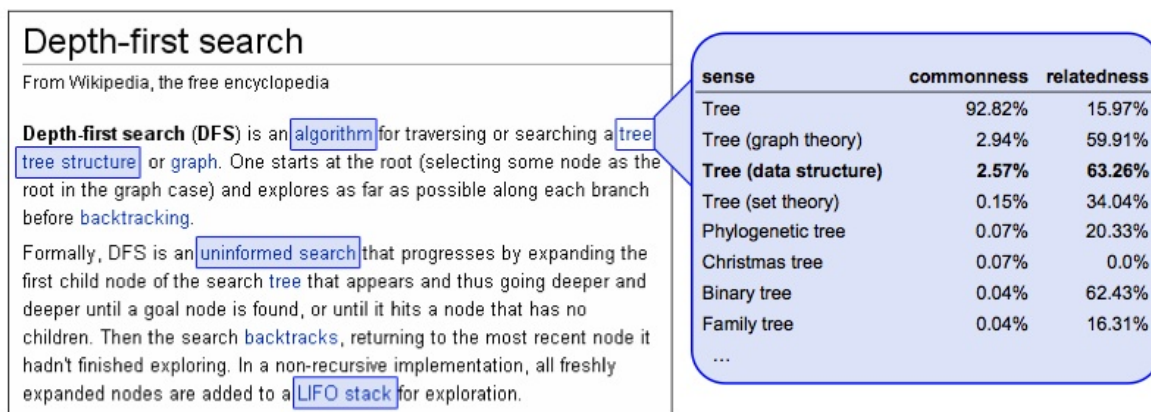 Depth-first search
From Wikipedia, the free encyclopedia
Depth-first search (DFS) is an algorithm for traversing or searching a tree
tree structure or graph. One starts at the root (selecting some node as the
root in the graph case) and explores as far as possible along each branch
before backtracking.
Formally, DFS is an uninformed search that progresses by expanding the
first child node of the search tree that appears and thus going deeper and
deeper until a goal node is found, or until it hits a node that has no
children. Then the search backtracks, returning to the most recent node it
hadn't finished exploring. In a non-recursive implementation, all freshly
expanded nodes are added to a LIFO stack for exploration.
sense commonness relatedness
Tree 92.82% 15.97%
Tree (graph theory) 2.94% 59.91%
Tree (data structure) 2.57% 63.26%
Tree (set theory) 0.15% 34.04%
Phylogenetic tree 0.07% 20.33%
Christmas tree 0.07% 0.0%
Binary tree 0.04% 62.43%
Family tree 0.04% 16.31%
...